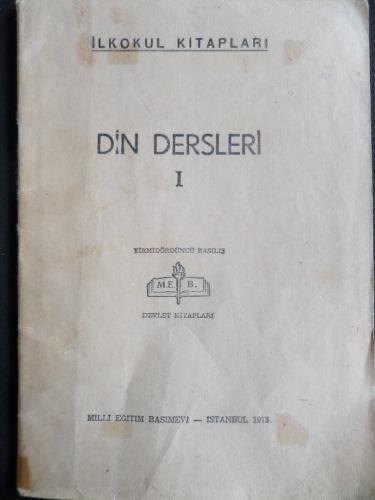 İLKOKUL KİTAPLARI
DİN DERSLERİ
I
YİRMİDÖRDÜNCÜ BASILIŞ
M.E. B.
DEVLET KİTAPLARI
MİLLİ EĞİTİM BASIMEVİ — İSTANBUL 1973